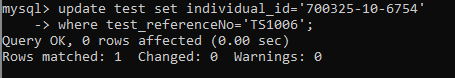 mysql> update test set individual_id='700325-10-6754'
    -> where test_referenceNo='TS1006';
Query OK, 0 rows affected (0.00 sec)
Rows matched: 1  Changed: 0  Warnings: 0